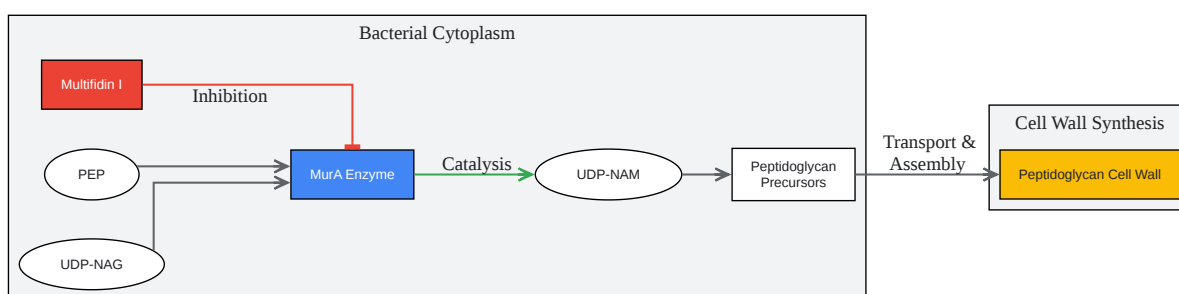 Bacterial Cytoplasm
Multifidin I
Inhibition
PEP
MurA Enzyme
Catalysis
UDP-NAM
Peptidoglycan
Precursors
Transport &
Assembly
Cell Wall Synthesis
Peptidoglycan Cell Wall
UDP-NAG